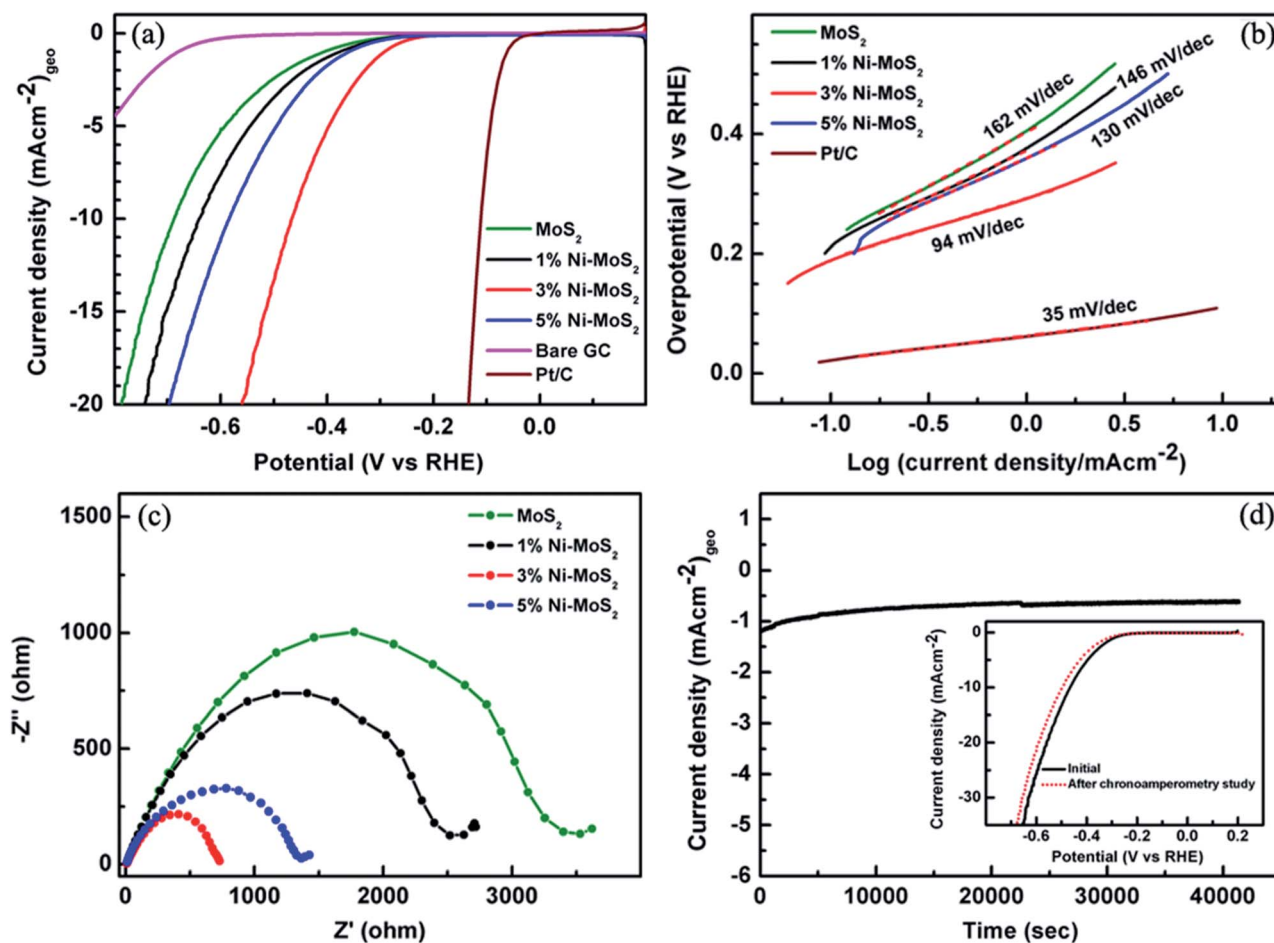 (a)
Current density (mAcm⁻²)geo
0
-5
-10
-15
-20
-0.6 -0.4 -0.2 0.0
Potential (V vs RHE)
MoS₂
1% Ni-MoS₂
3% Ni-MoS₂
5% Ni-MoS₂
Bare GC
Pt/C
(b)
Overpotential (V vs RHE)
0.4
0.2
0.0
-1.0 -0.5 0.0 0.5 1.0
Log (current density/mAcm⁻²)
MoS₂
1% Ni-MoS₂
3% Ni-MoS₂
5% Ni-MoS₂
Pt/C
162 mV/dec
146 mV/dec
130 mV/dec
94 mV/dec
35 mV/dec
(c)
-Z'' (ohm)
1500
1000
500
0
0 1000 2000 3000
Z' (ohm)
MoS₂
1% Ni-MoS₂
3% Ni-MoS₂
5% Ni-MoS₂
(d)
Current density (mAcm⁻²)geo
1
0
-1
-2
-3
-4
-5
-6
0 10000 20000 30000 40000
Time (sec)
Current density (mAcm⁻²)
0
-10
-20
-30
-0.6 -0.4 -0.2 0.0 0.2
Potential (V vs RHE)
Initial
After chronoamperometry study